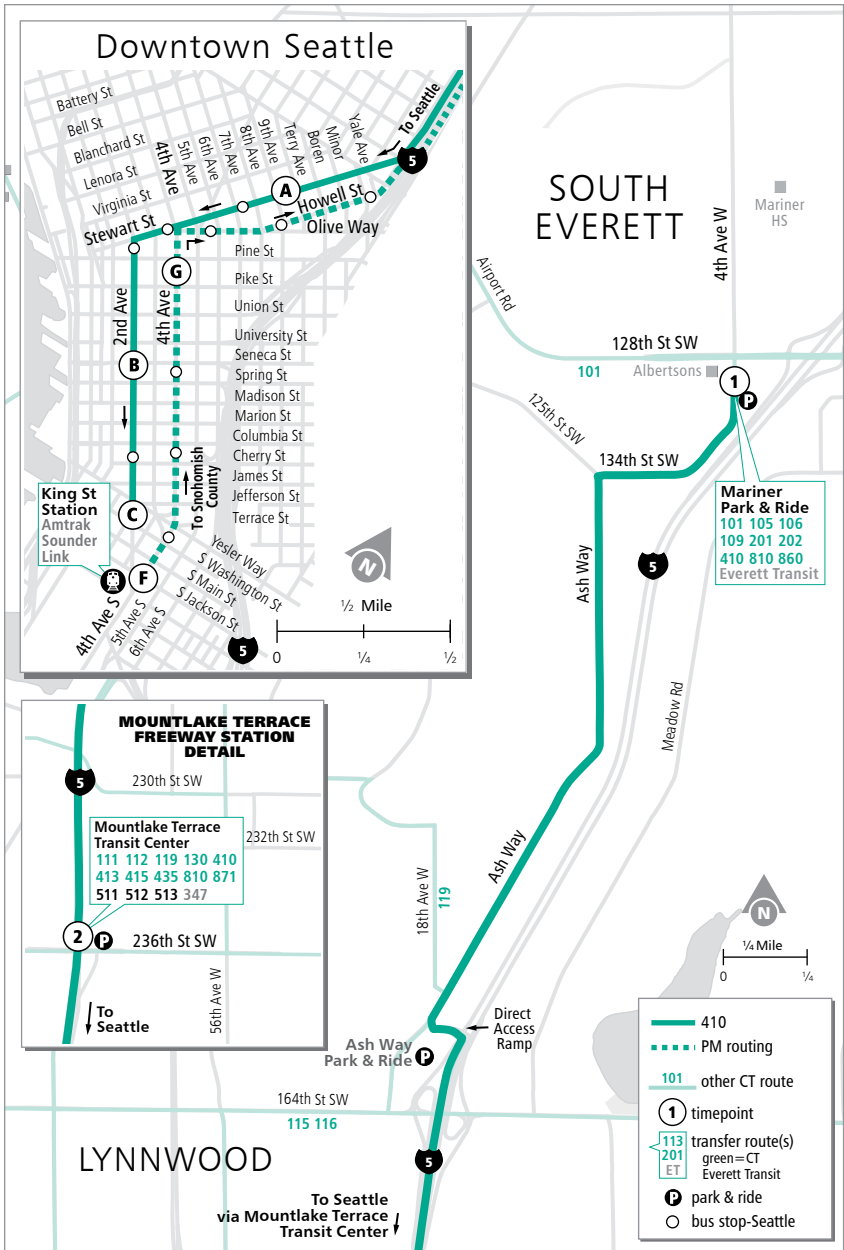 Downtown Seattle
Battery St
Bell St
Blanchard St
Lenora St
Virginia St
Stewart St
4th Ave
5th Ave
6th Ave
7th Ave
8th Ave
9th Ave
Terry Ave
Boren
Minor
Yale Ave
To Seattle
5
A
Howell St
Olive Way
G
2nd Ave
4th Ave
B
C
F
Pine St
Pike St
Union St
University St
Seneca St
Spring St
Madison St
Marion St
Columbia St
Cherry St
James St
Jefferson St
Terrace St
To Snohomish
County
King St
Station
Amtrak
Sounder
Link
Yesler Way
S Washington St
S Main St
S Jackson St
4th Ave S
5th Ave S
6th Ave S
5
N
½ Mile
0
¼
½
SOUTH
EVERETT
Mariner
HS
4th Ave W
Airport Rd
128th St SW
101
Albertsons
1
P
125th St SW
134th St SW
Mariner
Park & Ride
101 105 106
109 201 202
410 810 860
Everett Transit
Ash Way
5
Meadow Rd
Ash Way
18th Ave W
119
Direct
Access
Ramp
Ash Way
Park & Ride
P
164th St SW
115 116
LYNNWOOD
5
To Seattle
via Mountlake Terrace
Transit Center
MOUNTLAKE TERRACE
FREEWAY STATION
DETAIL
5
230th St SW
232th St SW
Mountlake Terrace
Transit Center
111 112 119 130 410
413 415 435 810 871
511 512 513 347
2
P
236th St SW
56th Ave W
To
Seattle
N
¼ Mile
0
¼
410
PM routing
101
other CT route
1
timepoint
113
201
ET
transfer route(s)
green=CT
Everett Transit
P
park & ride
bus stop-Seattle